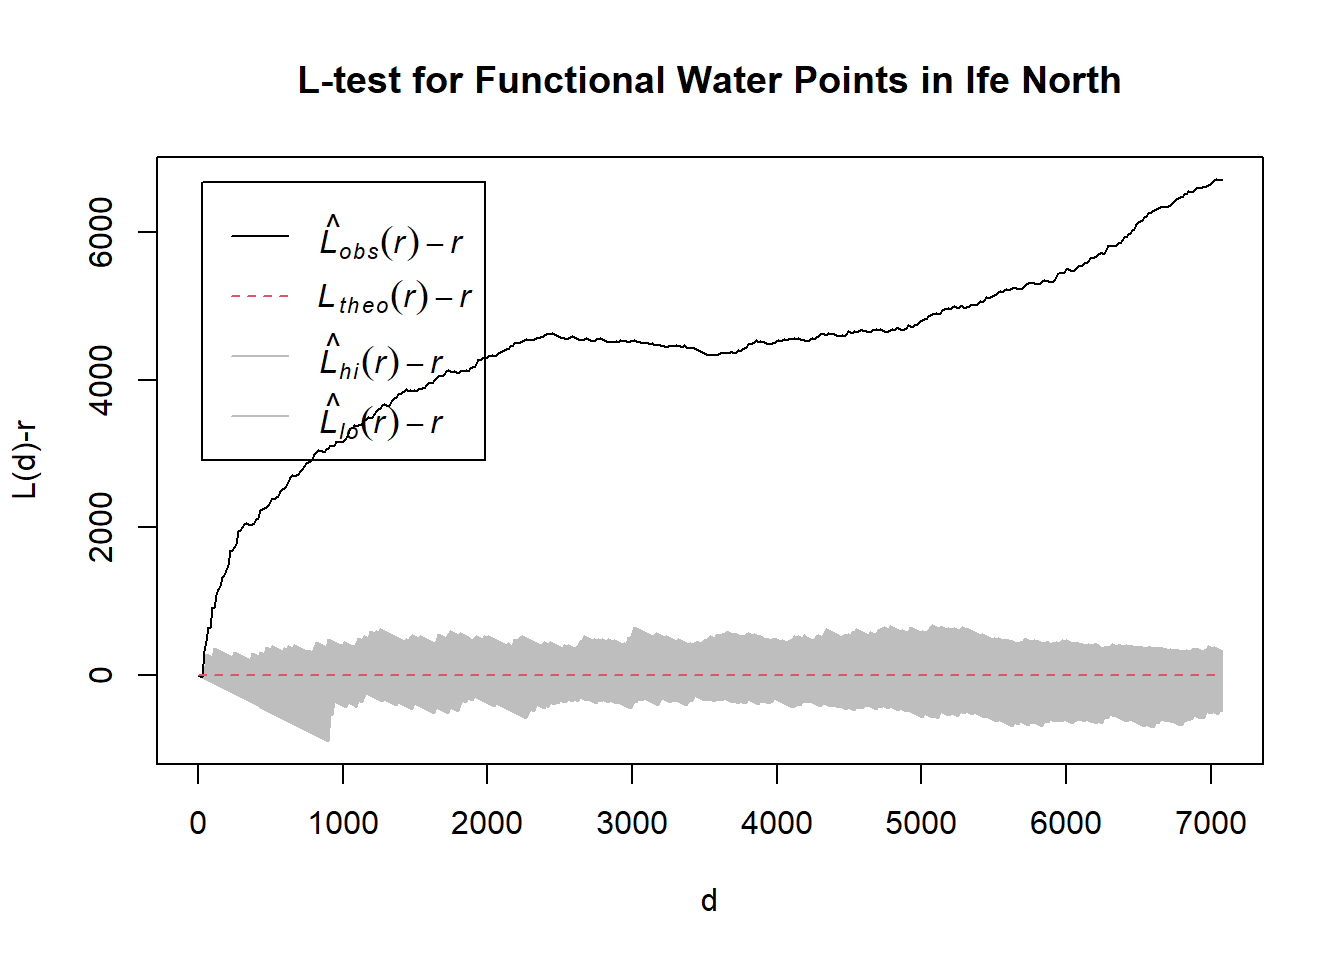 L-test for Functional Water Points in Ife North
L̂obs(r) − r
Ltheo(r) − r
L̂hi(r) − r
L̂lo(r) − r
L(d)-r
6000
4000
2000
0
0 1000 2000 3000 4000 5000 6000 7000
d